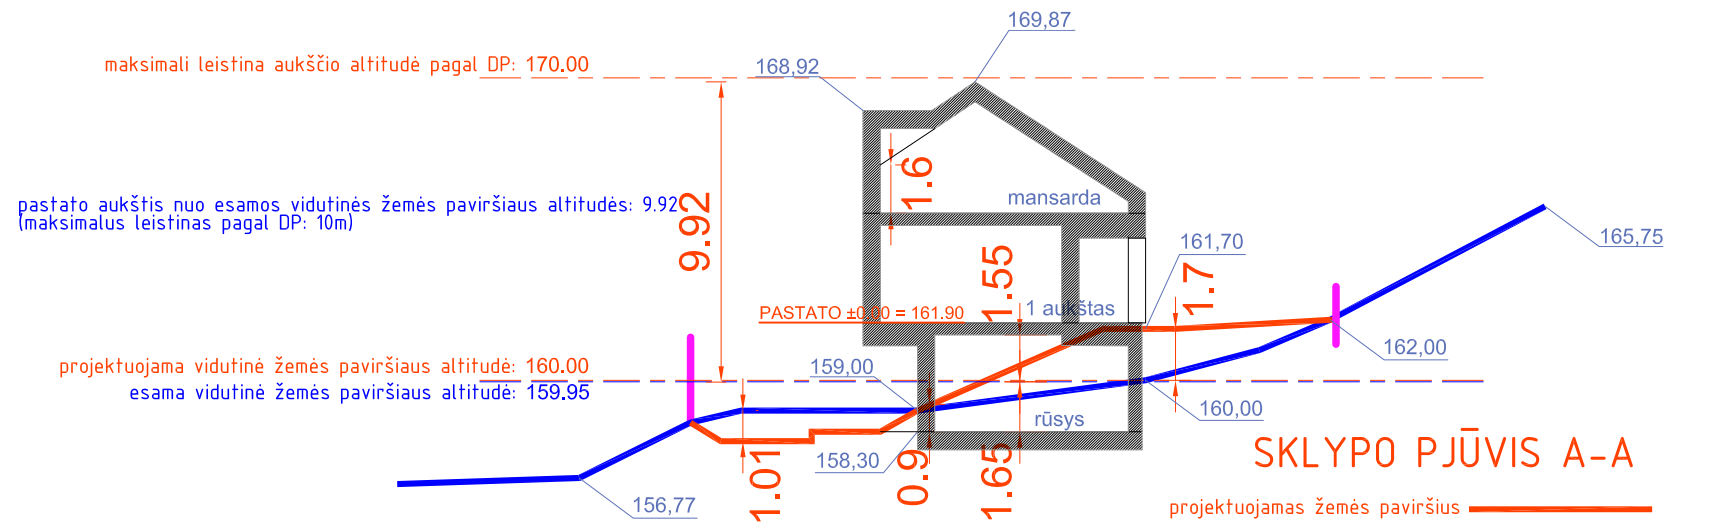 169,87
maksimali leistina aukščio altitudė pagal DP: 170.00
168,92
1.6
mansarda
pastato aukštis nuo esamos vidutinės žemės paviršiaus altitudės: 9.92
(maksimalus leistinas pagal DP: 10m)
9.92
161,70
165,75
1.55
1.7
1 aukštas
PASTATO ±0.00 = 161.90
162,00
projektuojama vidutinė žemės paviršiaus altitudė: 160.00
159,00
esama vidutinė žemės paviršiaus altitudė: 159.95
160,00
rūsys
158,30
0.9
1.65
1.01
SKLYPO PJŪVIS A-A
156,77
projektuojamas žemės paviršius